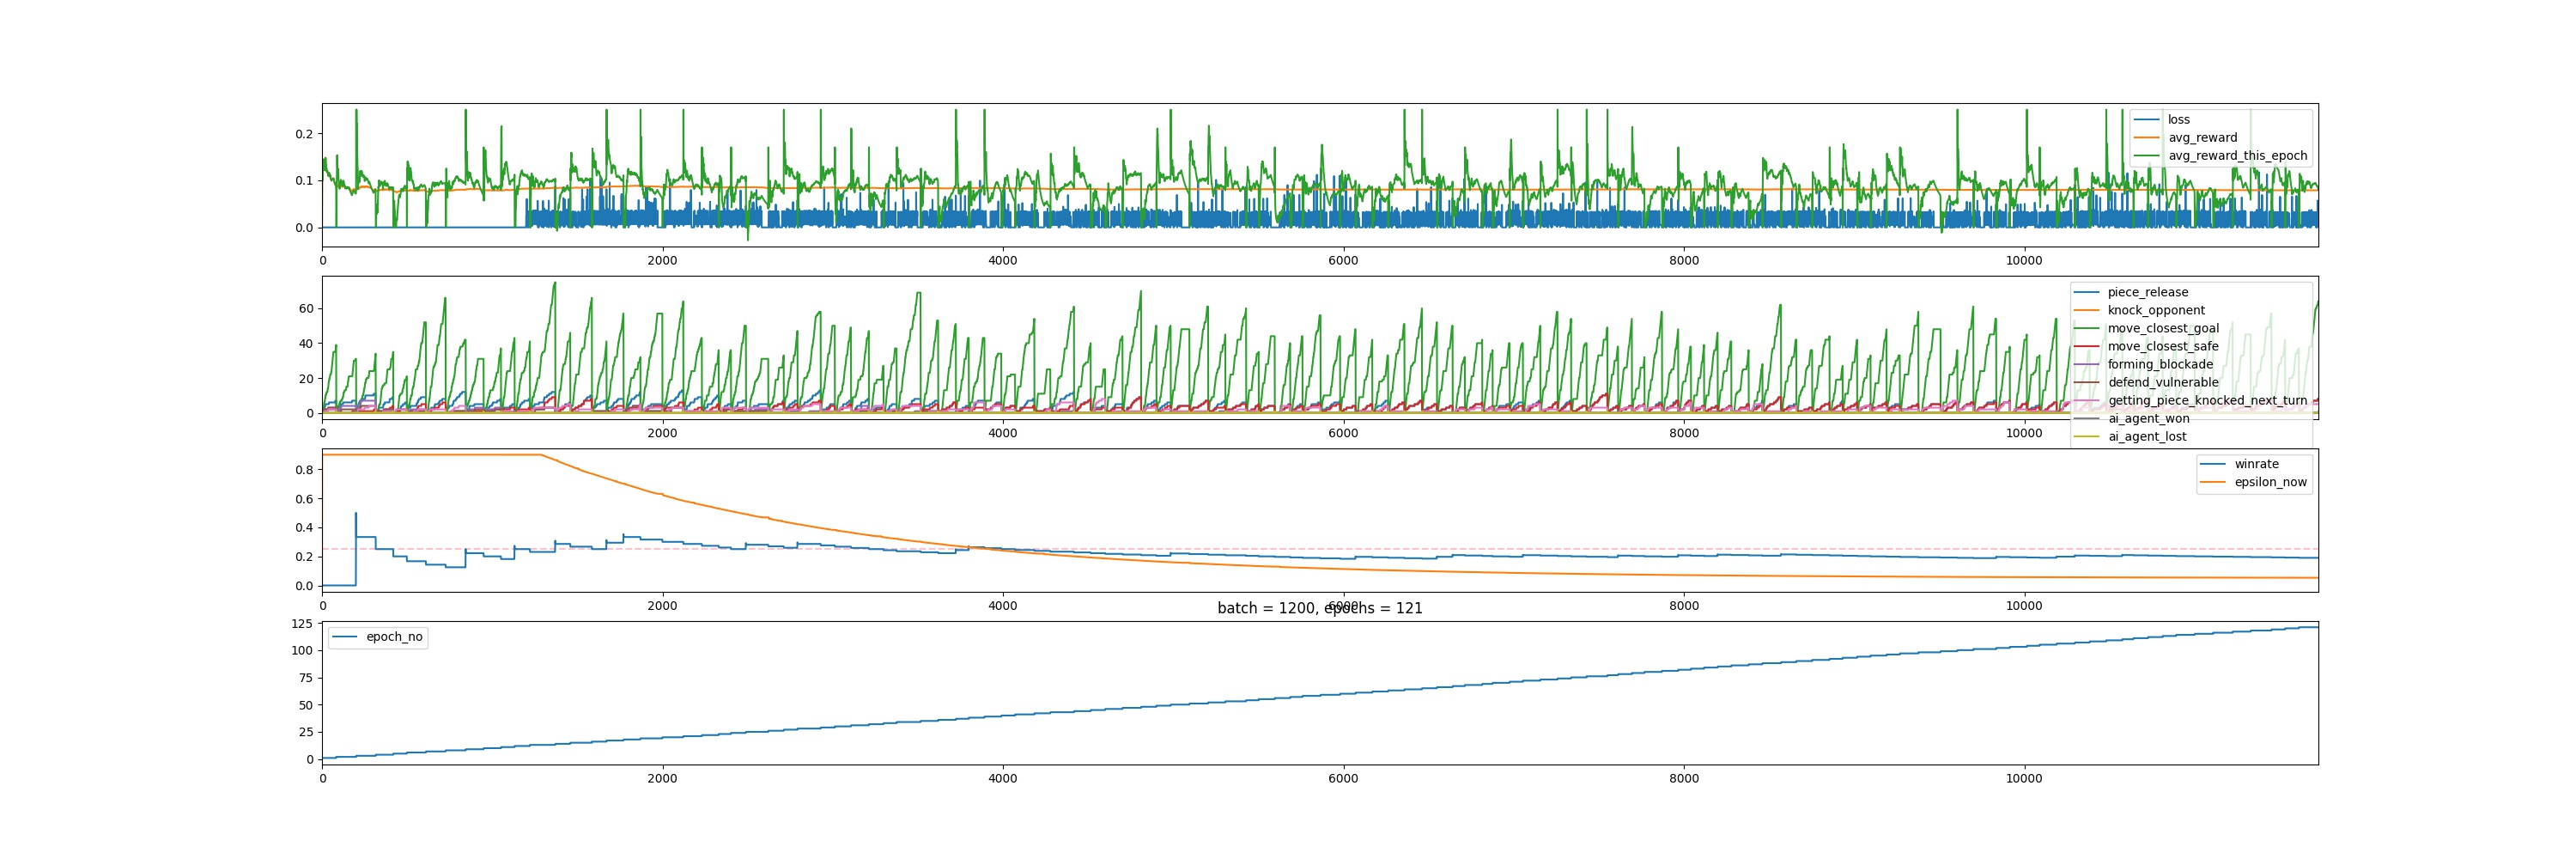 0.2
0.1
0.0
loss
avg_reward
avg_reward_this_epoch
0 2000 4000 6000 8000 10000
60
40
20
0
piece_release
knock_opponent
move_closest_goal
move_closest_safe
forming_blockade
defend_vulnerable
getting_piece_knocked_next_turn
ai_agent_won
ai_agent_lost
0 2000 4000 6000 8000 10000
0.8
0.6
0.4
0.2
0.0
winrate
epsilon_now
0 2000 4000 6000 8000 10000
batch = 1200, epochs = 121
125
100
75
50
25
0
epoch_no
0 2000 4000 6000 8000 10000